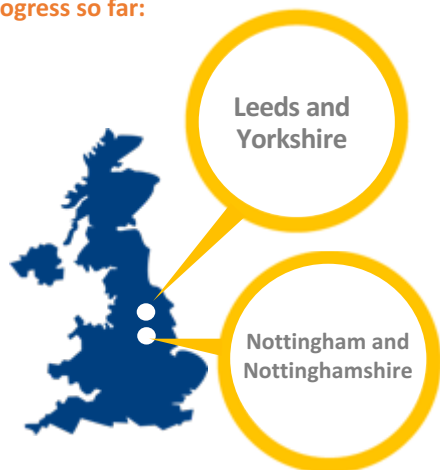 ogress so far:
Leeds and
Yorkshire
Nottingham and
Nottinghamshire